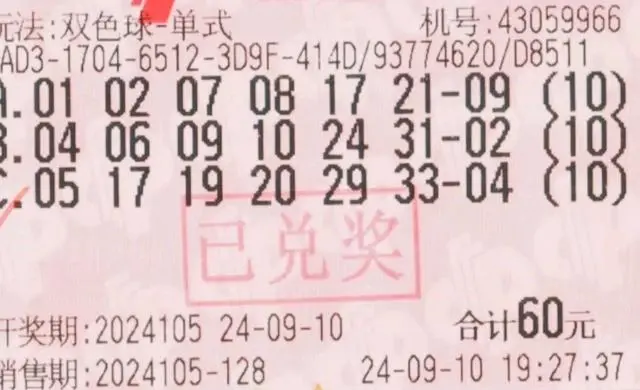 玩法:双色球-单式 机号:43059966
AD3-1704-6512-3D9F-414D/93774620/D8511
A.01 02 07 08 17 21-09 (10)
B.04 06 09 10 24 31-02 (10)
C.05 17 19 20 29 33-04 (10)
已兑奖
开奖期:2024105 24-09-10 合计60元
销售期:2024105-128 24-09-10 19:27:37